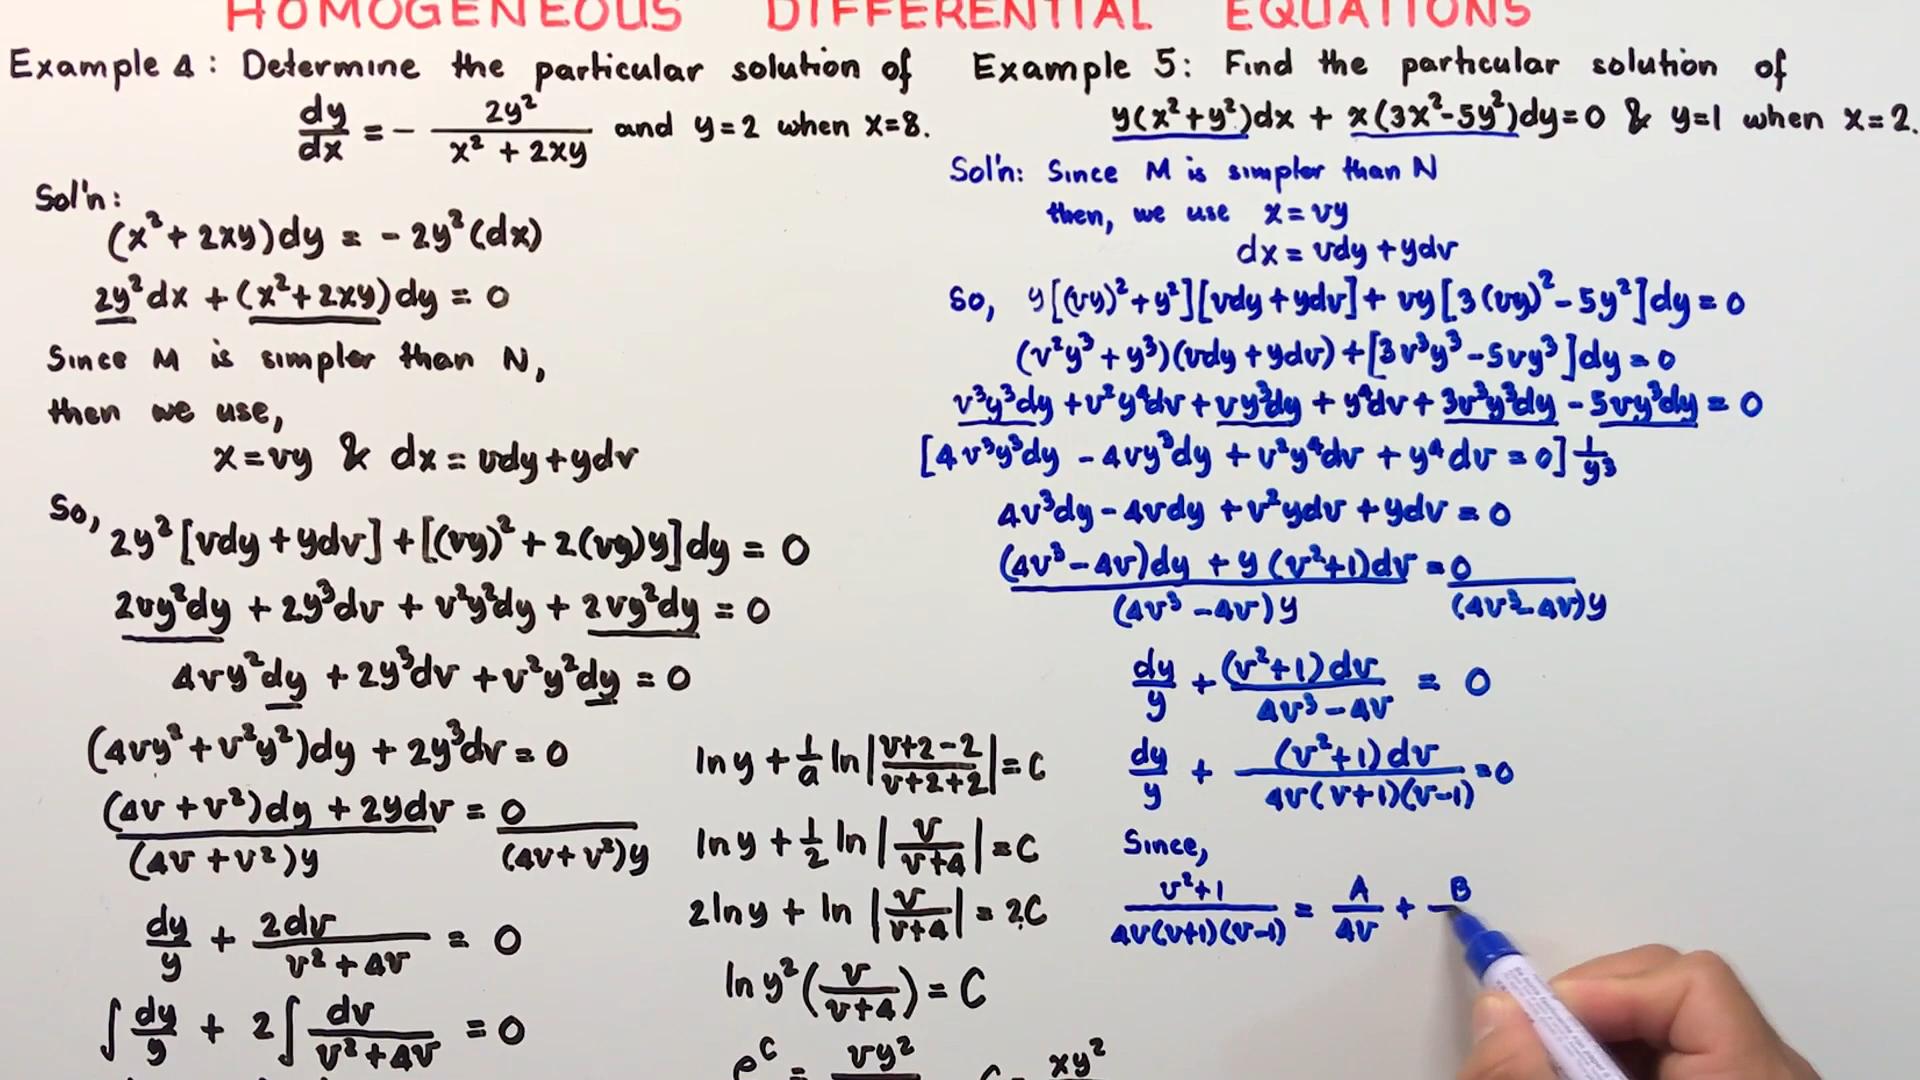 HOMOGENEOUS DIFFERENTIAL EQUATIONS
Example 4: Determine the particular solution of
dy/dx = - 2y²/(x² + 2xy) and y=2 when x=8.
Sol'n:
(x² + 2xy)dy = - 2y²(dx)
2y²dx + (x²+2xy)dy = 0
Since M is simpler than N,
then we use,
x=vy & dx = vdy+ydv
So, 2y²[vdy+ydv]+[(vy)²+2(vy)y]dy = 0
2vy²dy + 2y³dv + v²y²dy + 2vy²dy = 0
4vy²dy + 2y³dv + v²y²dy = 0
(4vy²+v²y²)dy + 2y³dv = 0
(4v + v²)dy + 2ydv/(4v + v²)y = 0/(4v+v²)y
dy/y + 2dv/(v²+4v) = 0
∫dy/y + 2∫dv/(v²+4v) = 0
ln y + 1/a ln|(v+2-2)/(v+2+2)| = C
ln y + 1/2 ln|v/(v+4)| = C
2ln y + ln|v/(v+4)| = 2C
ln y²(v/(v+4)) = C
e^C = vy²
C = xy²
Example 5: Find the particular solution of
y(x²+y²)dx + x(3x²-5y²)dy=0 & y=1 when x=2.
Sol'n: Since M is simpler than N
then, we use x=vy
dx = vdy+ydv
So, y[(vy)²+y²][vdy+ydv]+ vy[3(vy)²-5y²]dy=0
(v²y³+y³)(vdy+ydv)+[3v³y³-5vy³]dy=0
v³y³dy+v²y⁴dv+vy³dy+y⁴dv+3v³y³dy-5vy³dy=0
[4v³y³dy - 4vy³dy + v²y⁴dv + y⁴dv = 0] 1/y³
4v³dy - 4vdy + v²ydv + ydv = 0
(4v³-4v)dy + y(v²+1)dv/(4v³-4v)y = 0/(4v³-4v)y
dy/y + (v²+1)dv/(4v³-4v) = 0
dy/y + (v²+1)dv/4v(v+1)(v-1) = 0
Since,
v²+1/4v(v+1)(v-1) = A/4v + B